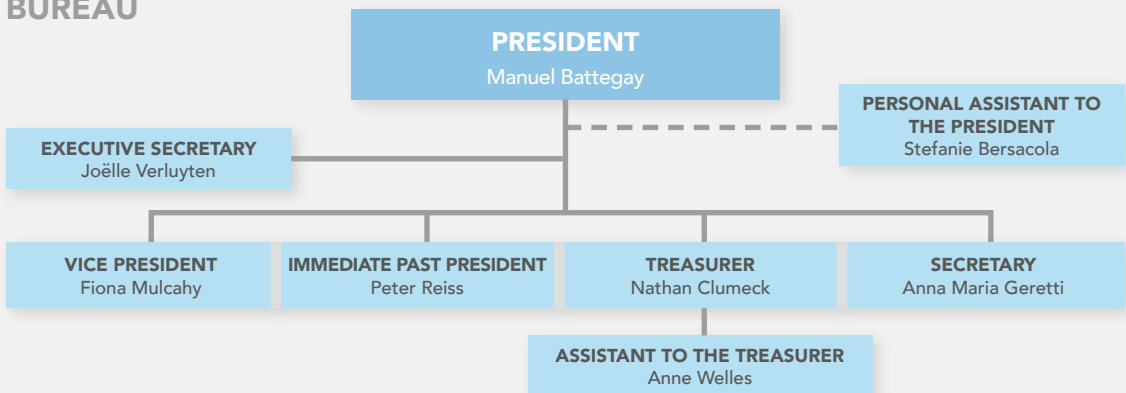 BUREAU
PRESIDENT
Manuel Battegay
PERSONAL ASSISTANT TO
THE PRESIDENT
Stefanie Bersacola
EXECUTIVE SECRETARY
Joëlle Verluyten
VICE PRESIDENT
Fiona Mulcahy
IMMEDIATE PAST PRESIDENT
Peter Reiss
TREASURER
Nathan Clumeck
SECRETARY
Anna Maria Geretti
ASSISTANT TO THE TREASURER
Anne Welles